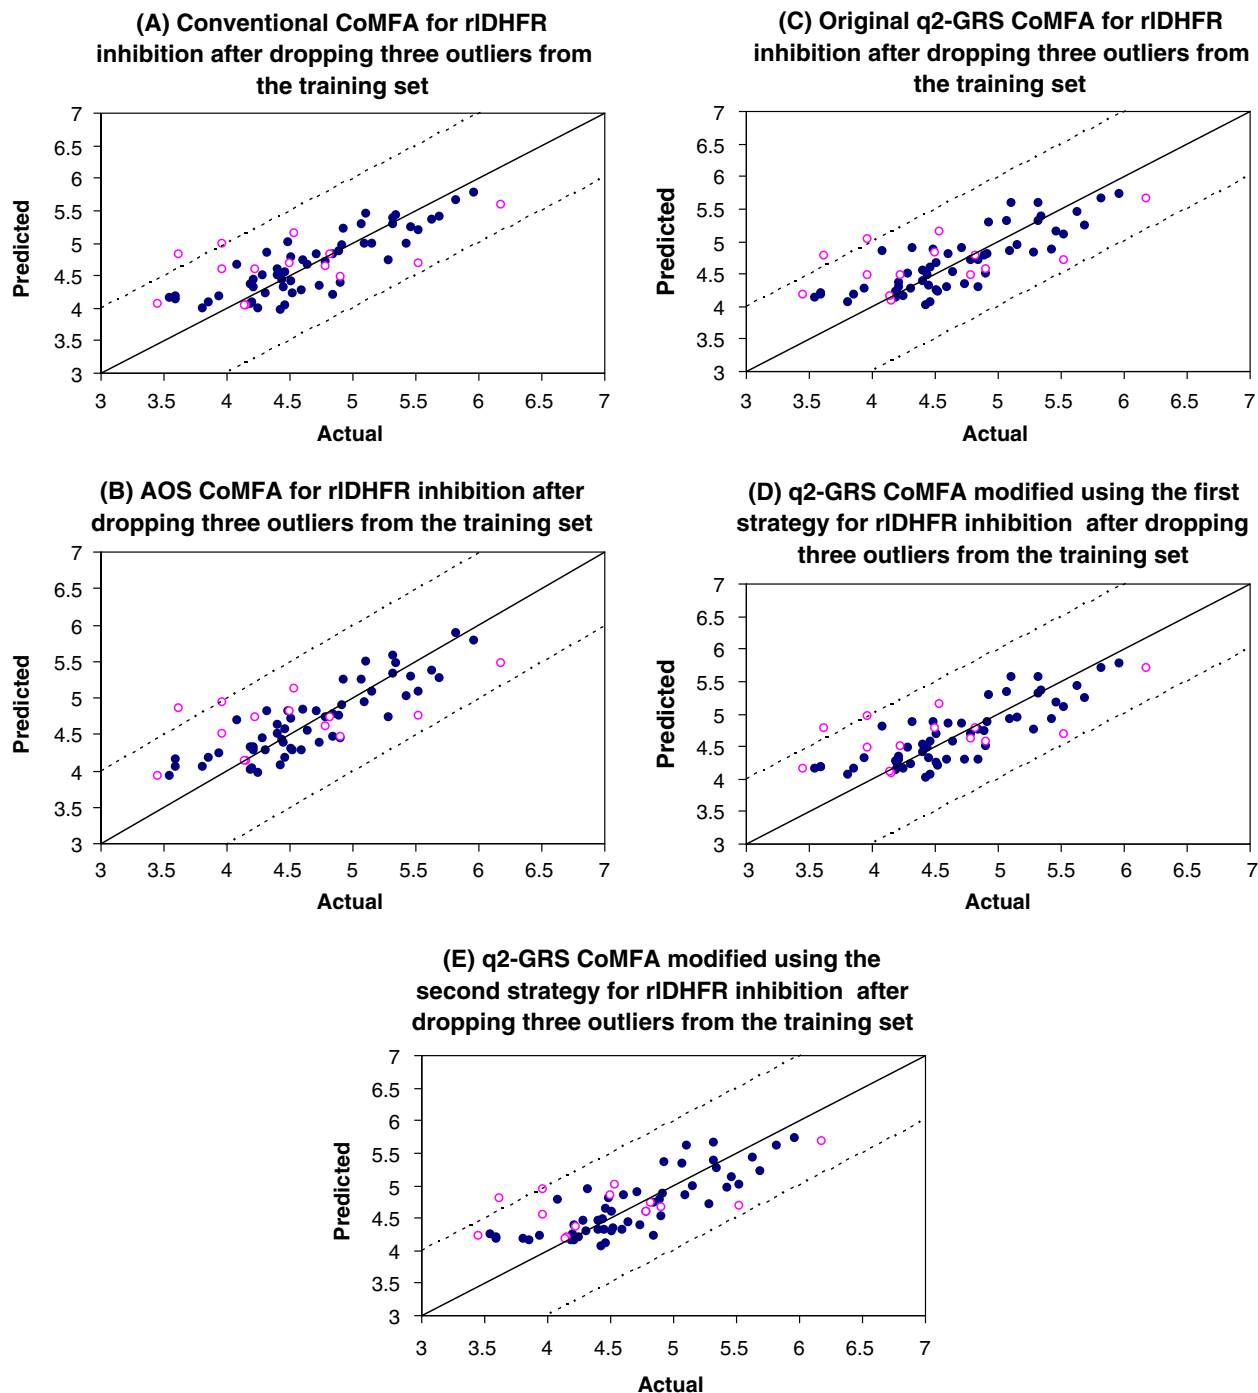 (A) Conventional CoMFA for rlDHFR
inhibition after dropping three outliers from
the training set
7
6.5
6
5.5
5
4.5
4
3.5
3
Predicted
3 3.5 4 4.5 5 5.5 6 6.5 7
Actual
(B) AOS CoMFA for rlDHFR inhibition after
dropping three outliers from the training set
7
6.5
6
5.5
5
4.5
4
3.5
3
Predicted
3 3.5 4 4.5 5 5.5 6 6.5 7
Actual
(C) Original q2-GRS CoMFA for rlDHFR
inhibition after dropping three outliers from
the training set
7
6.5
6
5.5
5
4.5
4
3.5
3
Predicted
3 3.5 4 4.5 5 5.5 6 6.5 7
Actual
(D) q2-GRS CoMFA modified using the first
strategy for rlDHFR inhibition after dropping
three outliers from the training set
7
6.5
6
5.5
5
4.5
4
3.5
3
Predicted
3 3.5 4 4.5 5 5.5 6 6.5 7
Actual
(E) q2-GRS CoMFA modified using the
second strategy for rlDHFR inhibition after
dropping three outliers from the training set
7
6.5
6
5.5
5
4.5
4
3.5
3
Predicted
3 3.5 4 4.5 5 5.5 6 6.5 7
Actual